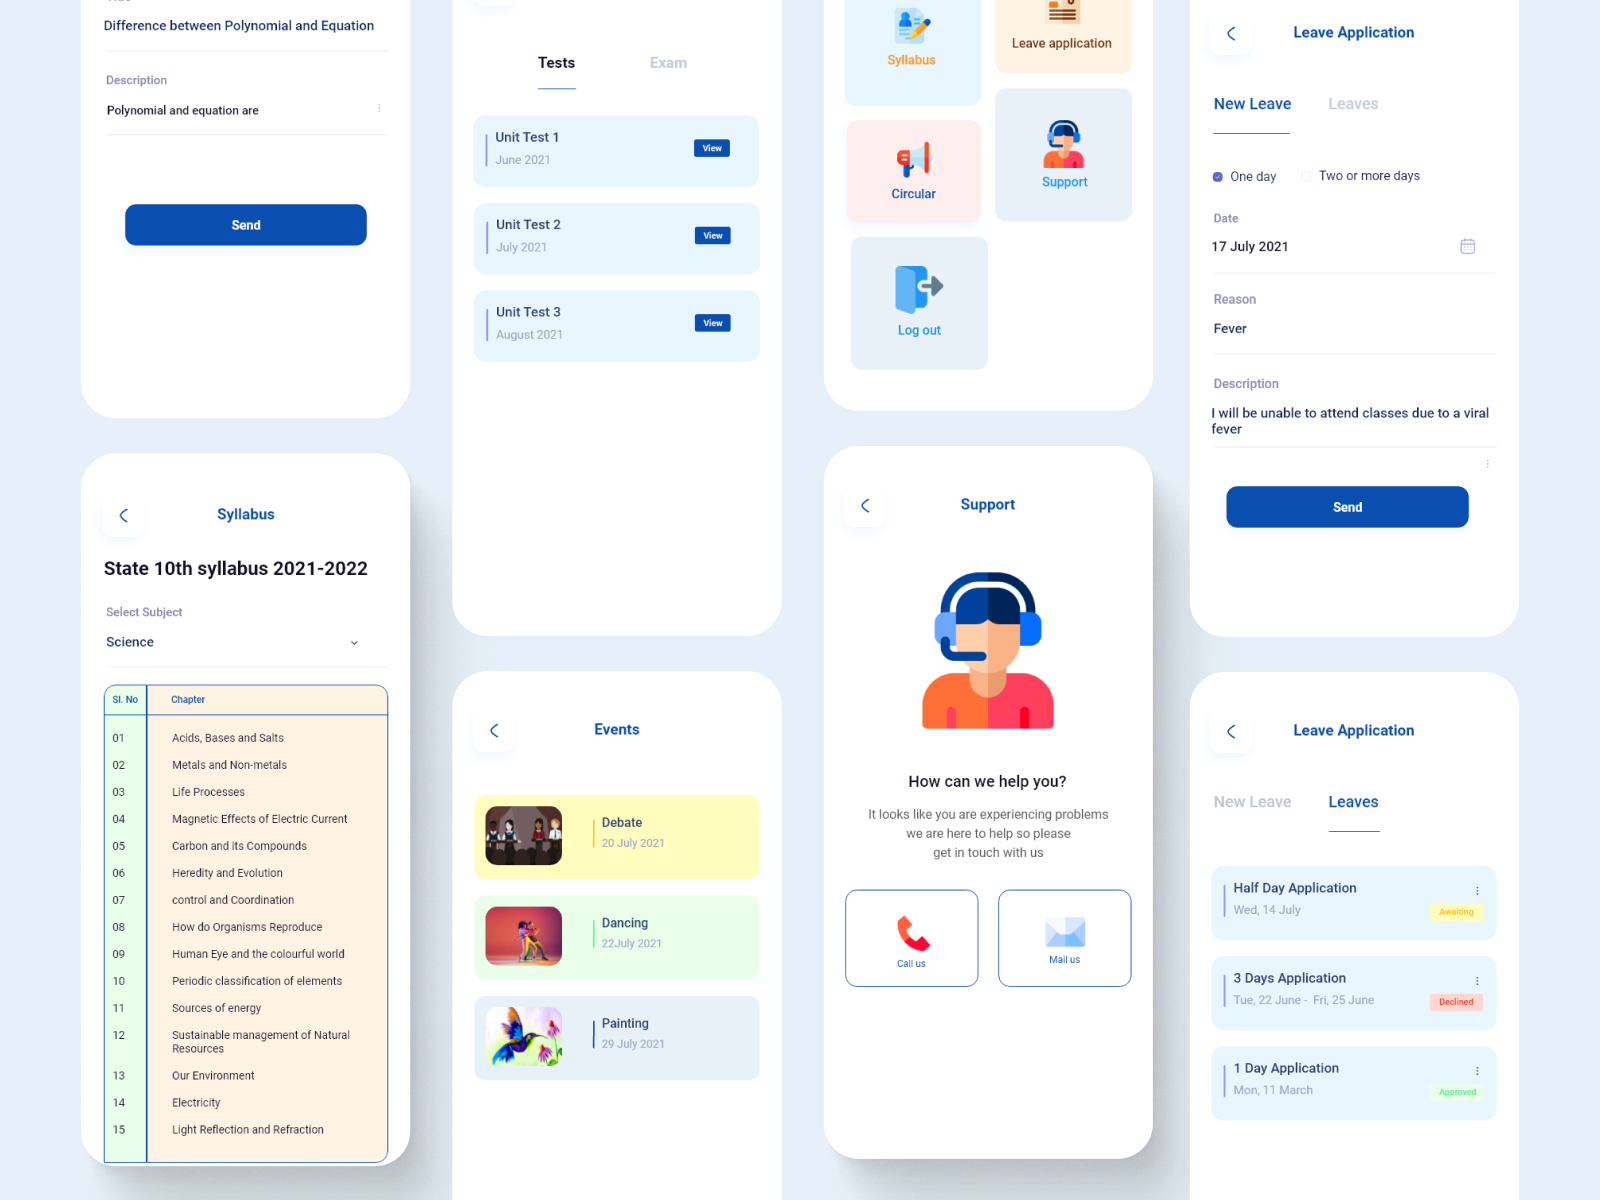 Difference between Polynomial and Equation
Description
Polynomial and equation are
Send
Syllabus
State 10th syllabus 2021-2022
Select Subject
Science
Sl. No Chapter
01 Acids, Bases and Salts
02 Metals and Non-metals
03 Life Processes
04 Magnetic Effects of Electric Current
05 Carbon and its Compounds
06 Heredity and Evolution
07 control and Coordination
08 How do Organisms Reproduce
09 Human Eye and the colourful world
10 Periodic classification of elements
11 Sources of energy
12 Sustainable management of Natural
Resources
13 Our Environment
14 Electricity
15 Light Reflection and Refraction
Tests Exam
Unit Test 1
June 2021
View
Unit Test 2
July 2021
View
Unit Test 3
August 2021
View
Events
Debate
20 July 2021
Dancing
22July 2021
Painting
29 July 2021
Syllabus
Leave application
Circular
Support
Log out
Support
How can we help you?
It looks like you are experiencing problems
we are here to help so please
get in touch with us
Call us
Mail us
Leave Application
New Leave Leaves
One day Two or more days
Date
17 July 2021
Reason
Fever
Description
I will be unable to attend classes due to a viral
fever
Send
Leave Application
New Leave Leaves
Half Day Application
Wed, 14 July
Awaiting
3 Days Application
Tue, 22 June - Fri, 25 June
Declined
1 Day Application
Mon, 11 March
Approved